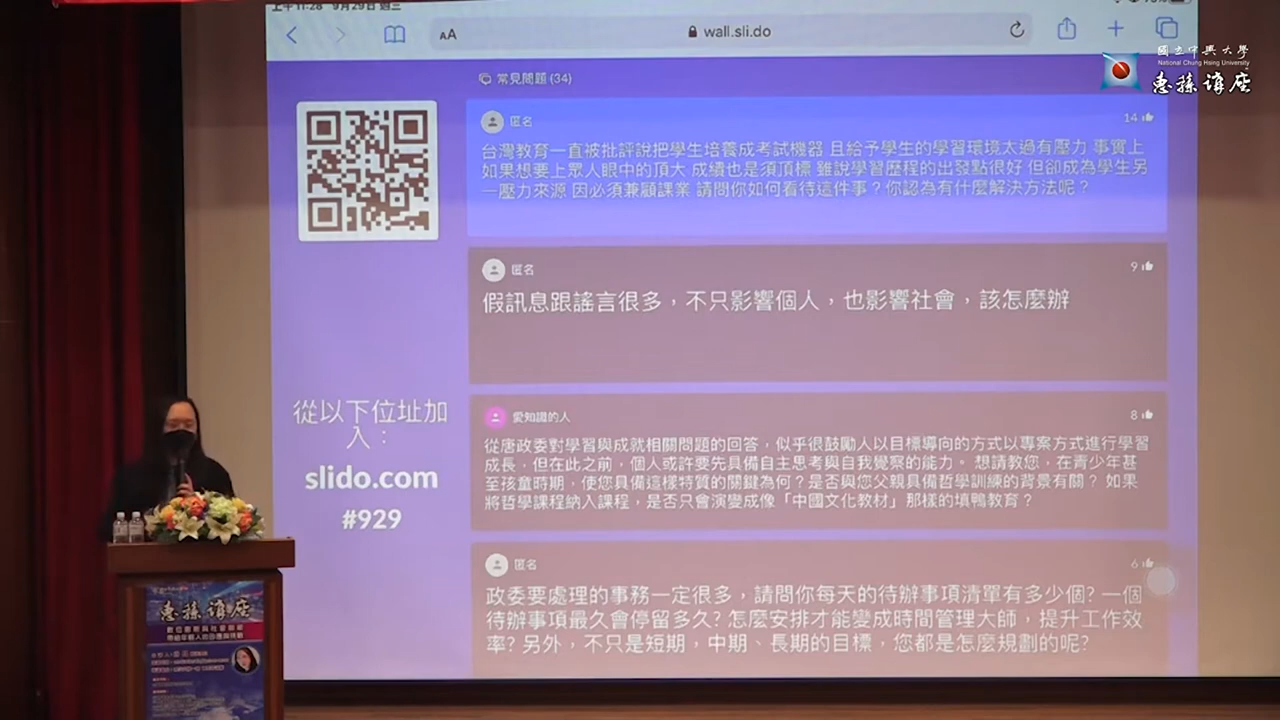 上午11:28 9月29日 週三
AA
wall.sli.do
國立中興大學
National Chung Hsing University
惠蓀講座
常見問題 (34)
匿名
14
台灣教育一直被批評說把學生培養成考試機器 且給予學生的學習環境太過有壓力 事實上
如果想要上眾人眼中的頂大 成績也是須頂標 雖說學習歷程的出發點很好 但卻成為學生另
一壓力來源 因必須兼顧課業 請問你如何看待這件事？你認為有什麼解決方法呢？
匿名
9
假訊息跟謠言很多，不只影響個人，也影響社會，該怎麼辦
愛知識的人
8
從唐政委對學習與成就相關問題的回答，似乎很鼓勵人以目標導向的方式以專案方式進行學習
成長，但在此之前，個人或許要先具備自主思考與自我覺察的能力。 想請教您，在青少年甚
至孩童時期，使您具備這樣特質的關鍵為何？是否與您父親具備哲學訓練的背景有關？ 如果
將哲學課程納入課程，是否只會演變成像「中國文化教材」那樣的填鴨教育？
匿名
6
政委要處理的事務一定很多，請問你每天的待辦事項清單有多少個? 一個
待辦事項最久會停留多久? 怎麼安排才能變成時間管理大師，提升工作效
率? 另外，不只是短期，中期、長期的目標，您都是怎麼規劃的呢?
從以下位址加
入：
slido.com
#929
惠蓀講座